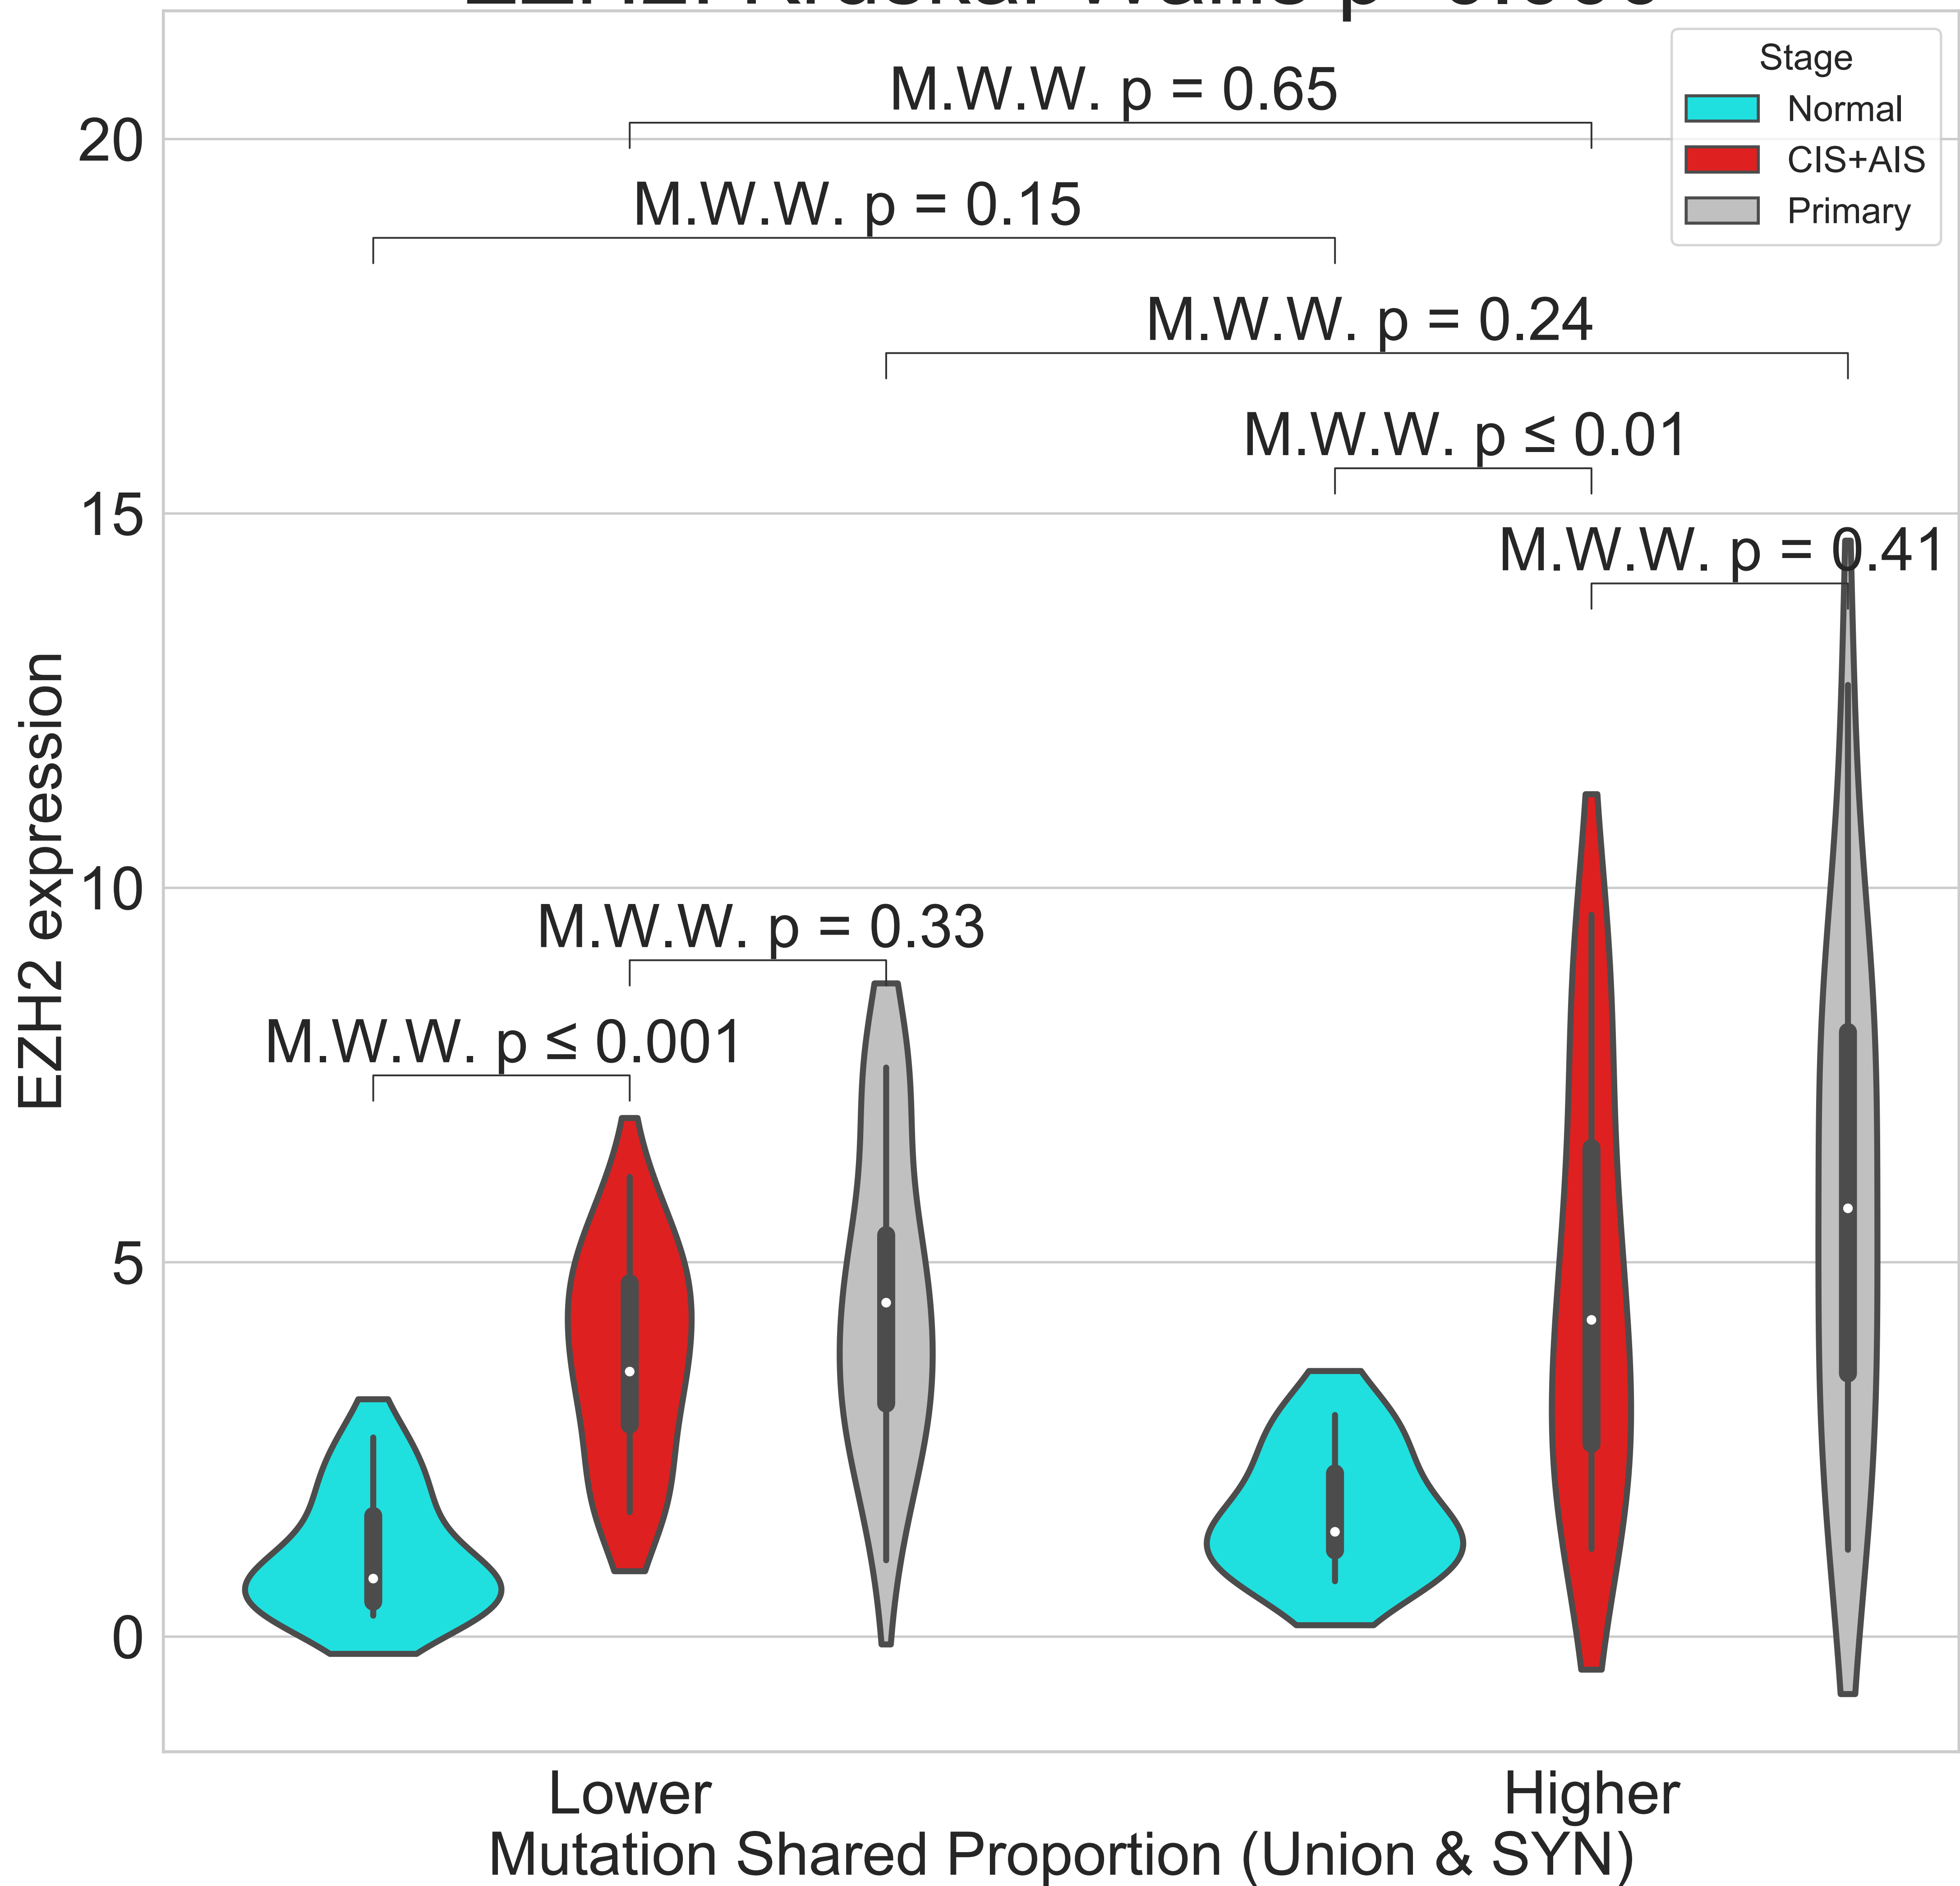 Stage
Normal
CIS+AIS
Primary
M.W.W. p = 0.65
M.W.W. p = 0.15
M.W.W. p = 0.24
M.W.W. p ≤ 0.01
M.W.W. p = 0.41
M.W.W. p = 0.33
M.W.W. p ≤ 0.001
20
15
10
5
0
EZH2 expression
Lower
Higher
Mutation Shared Proportion (Union & SYN)